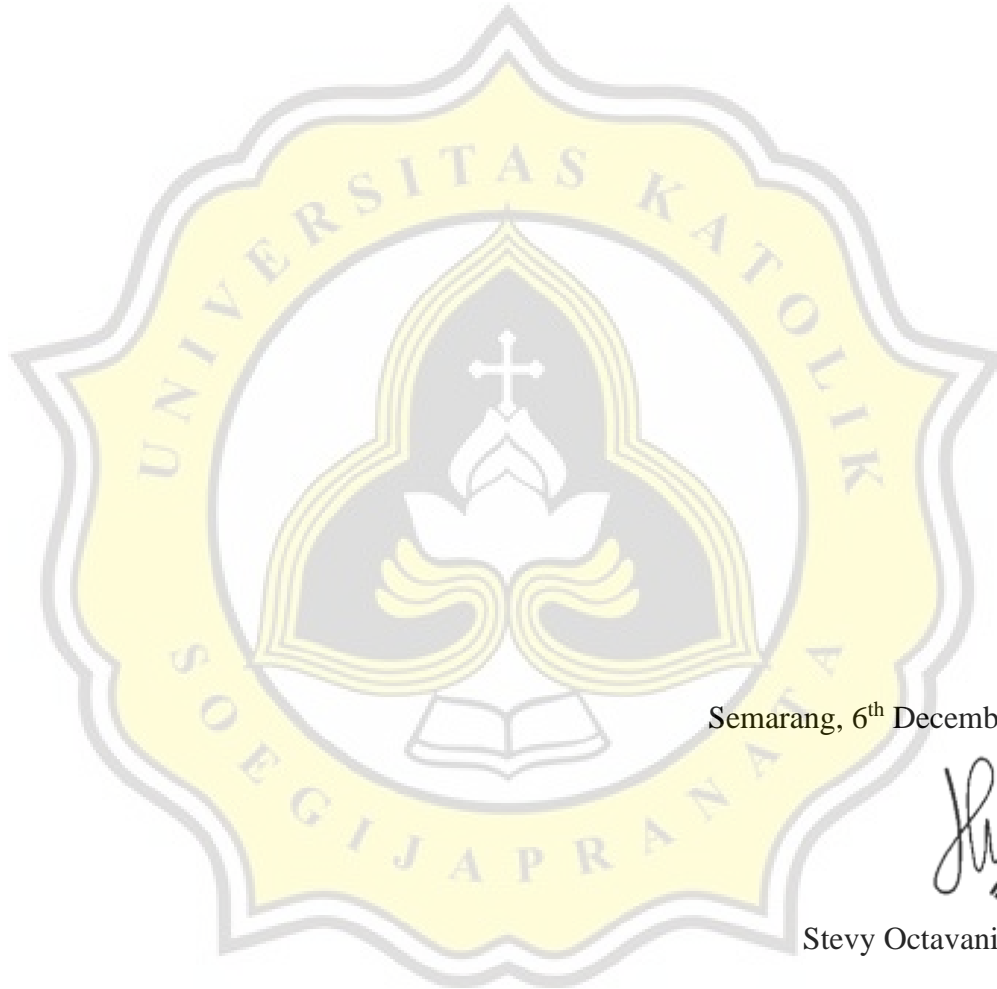 UNIVERSITAS KATOLIK
SOEGIJAPRANATA
Semarang, 6th Decemb
Stevy Octavani